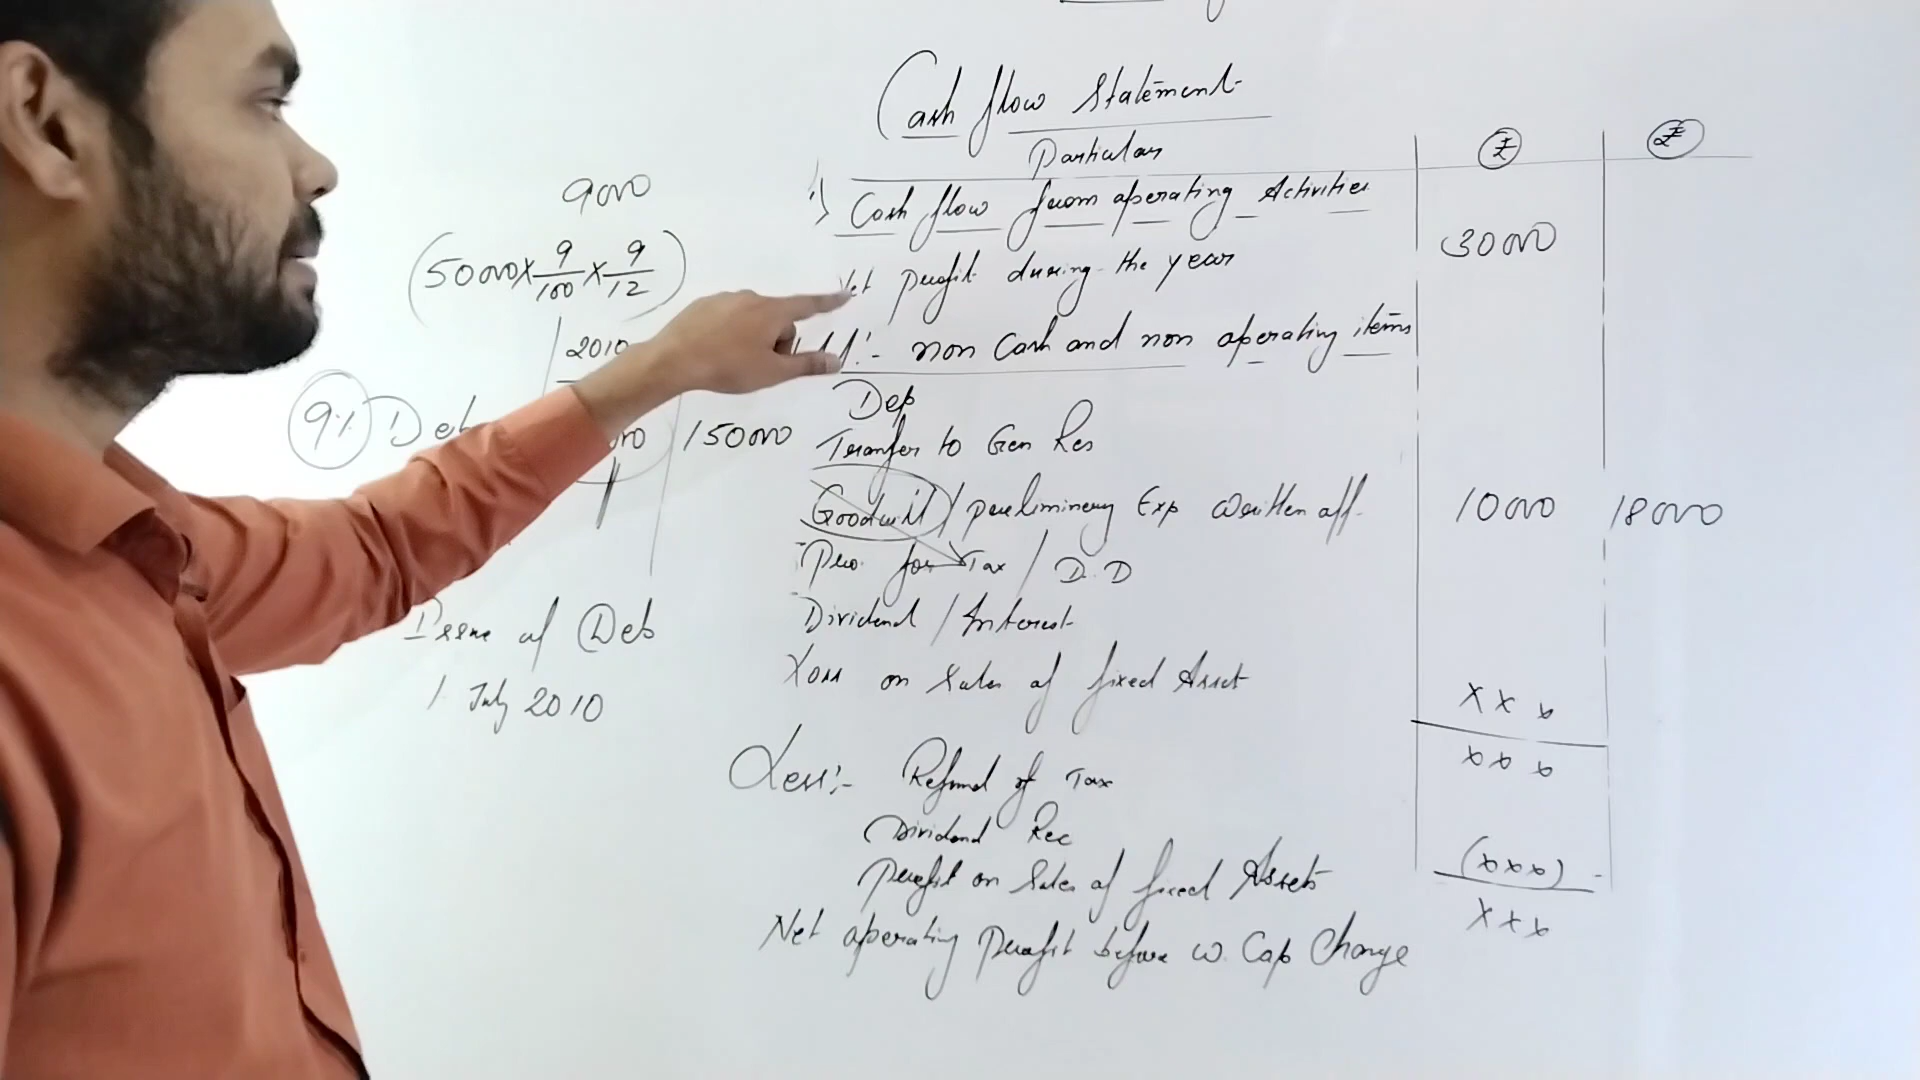 Cash flow Statement
Particulars ₹ ₹
1) Cash flow from operating Activities
Net profit during the year 30000
:- non Cash and non operating items
Dep
Transfer to Gen Res
Goodwill / preliminery Exp written off 10000 18000
Pro for Tax / D.D
Dividend / Interest
Loss on Sales of fixed Asset
x x x
x x x
Less:- Refund of Tax
Dividend Rec
Profit on Sales of fixed Assets (xxx)
Net operating profit before w. Cap Change x x x
9000
(50000 x 9/100 x 9/12)
2010
9% Deb 150000
Issue of Deb
1 July 2010